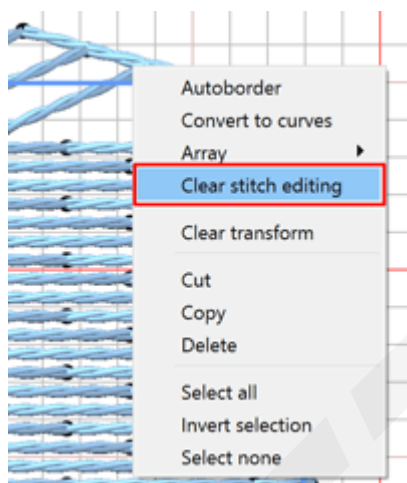 Autoborder
Convert to curves
Array
Clear stitch editing
Clear transform
Cut
Copy
Delete
Select all
Invert selection
Select none